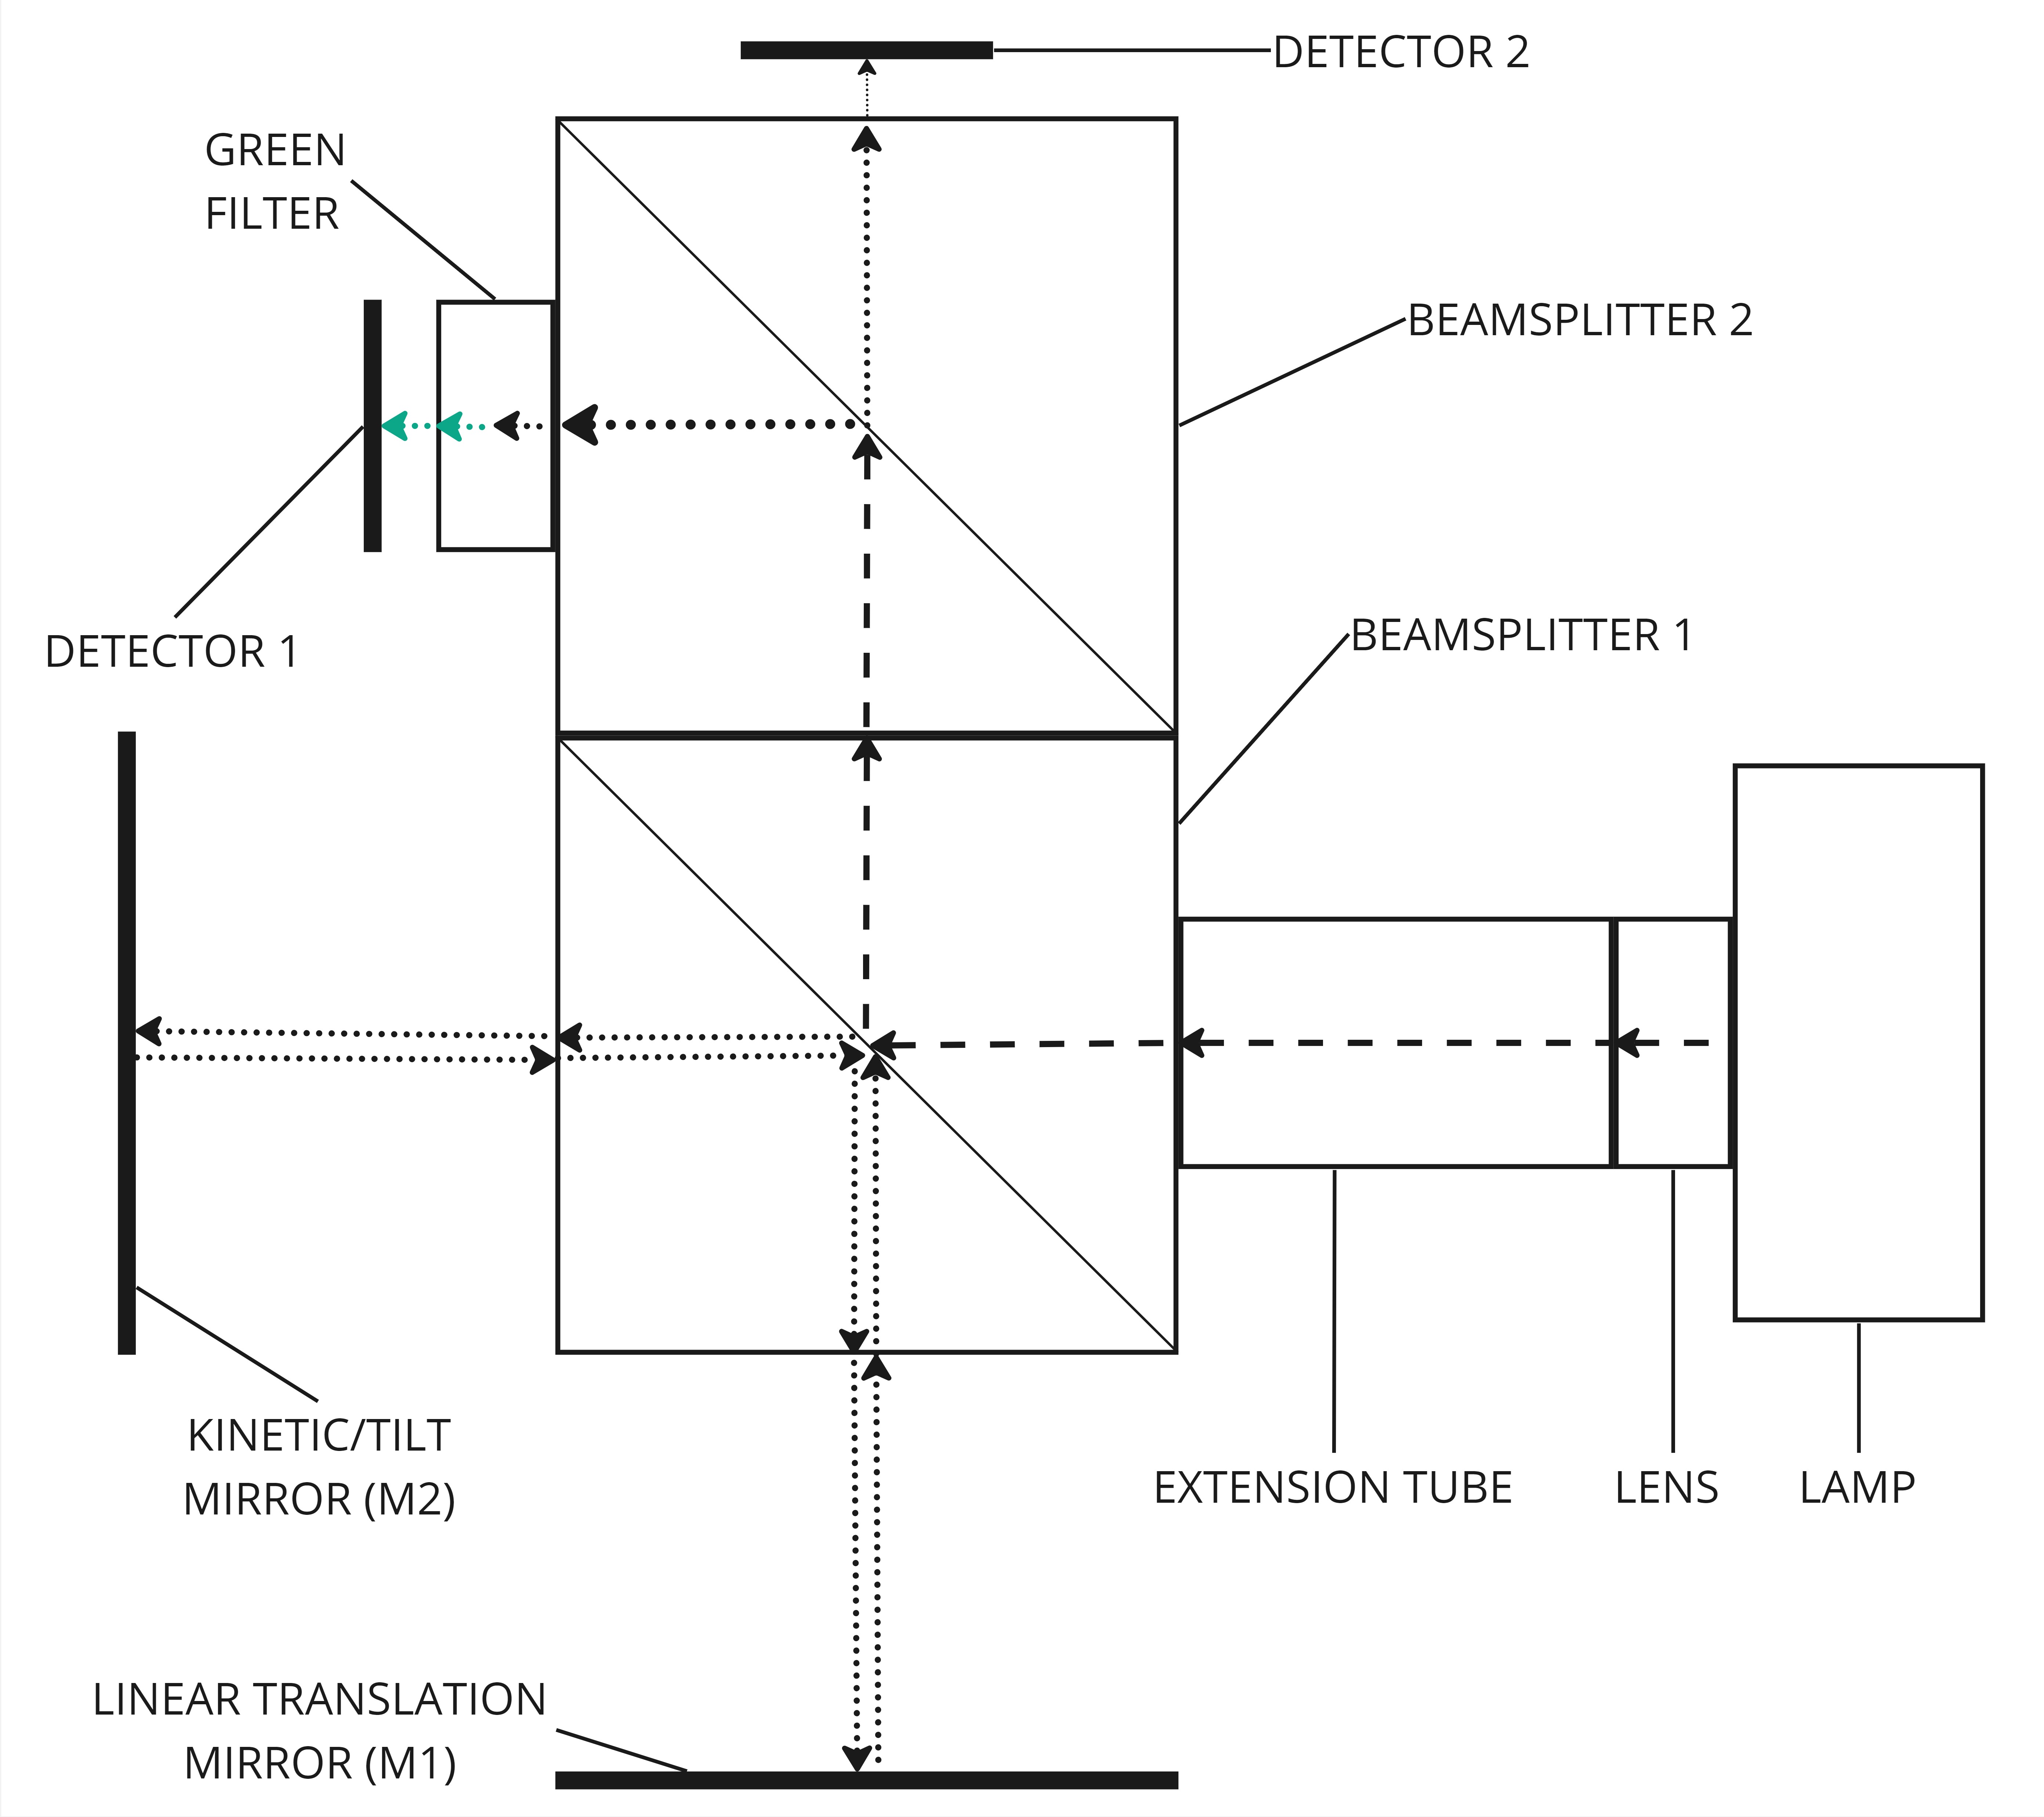 DETECTOR 2
GREEN
FILTER
BEAMSPLITTER 2
DETECTOR 1
BEAMSPLITTER 1
KINETIC/TILT
MIRROR (M2)
EXTENSION TUBE
LENS
LAMP
LINEAR TRANSLATION
MIRROR (M1)